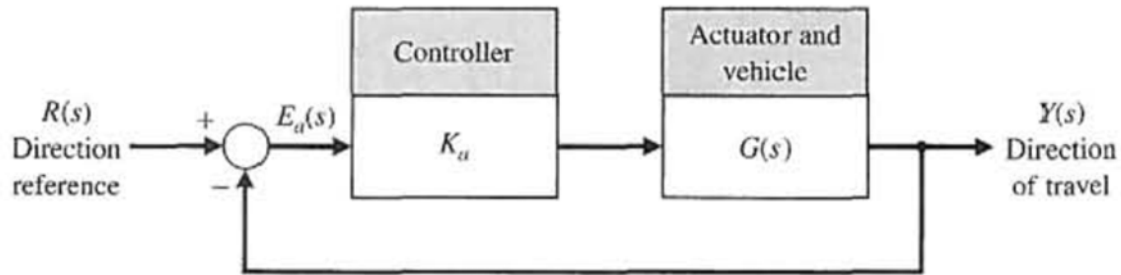 Controller
Actuator and
vehicle
R(s)
Direction
reference
+
−
E_a(s)
K_a
G(s)
Y(s)
Direction
of travel